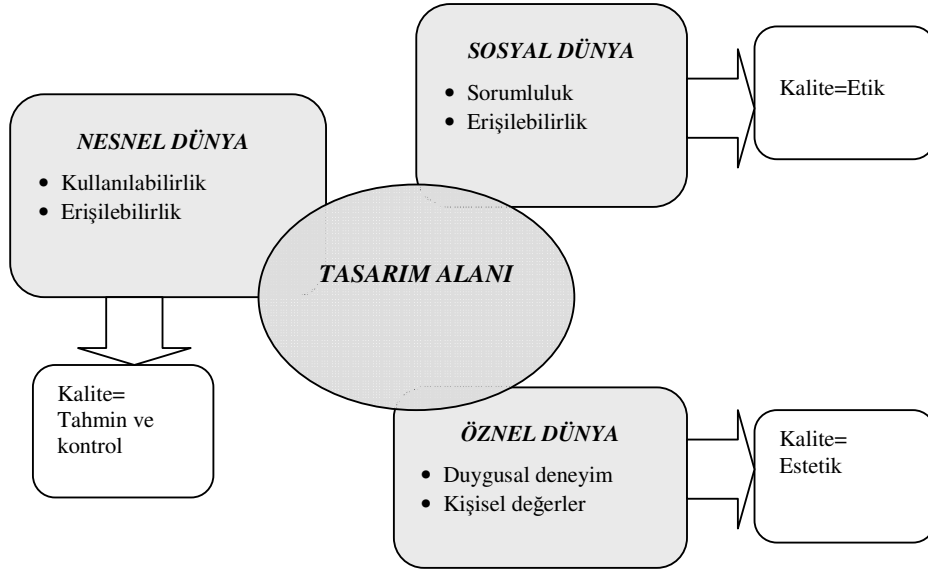 NESNEL DÜNYA
• Kullanılabilirlik
• Erişilebilirlik
Kalite=
Tahmin ve
kontrol
SOSYAL DÜNYA
• Sorumluluk
• Erişilebilirlik
Kalite=Etik
TASARIM ALANI
ÖZNEL DÜNYA
• Duygusal deneyim
• Kişisel değerler
Kalite=
Estetik